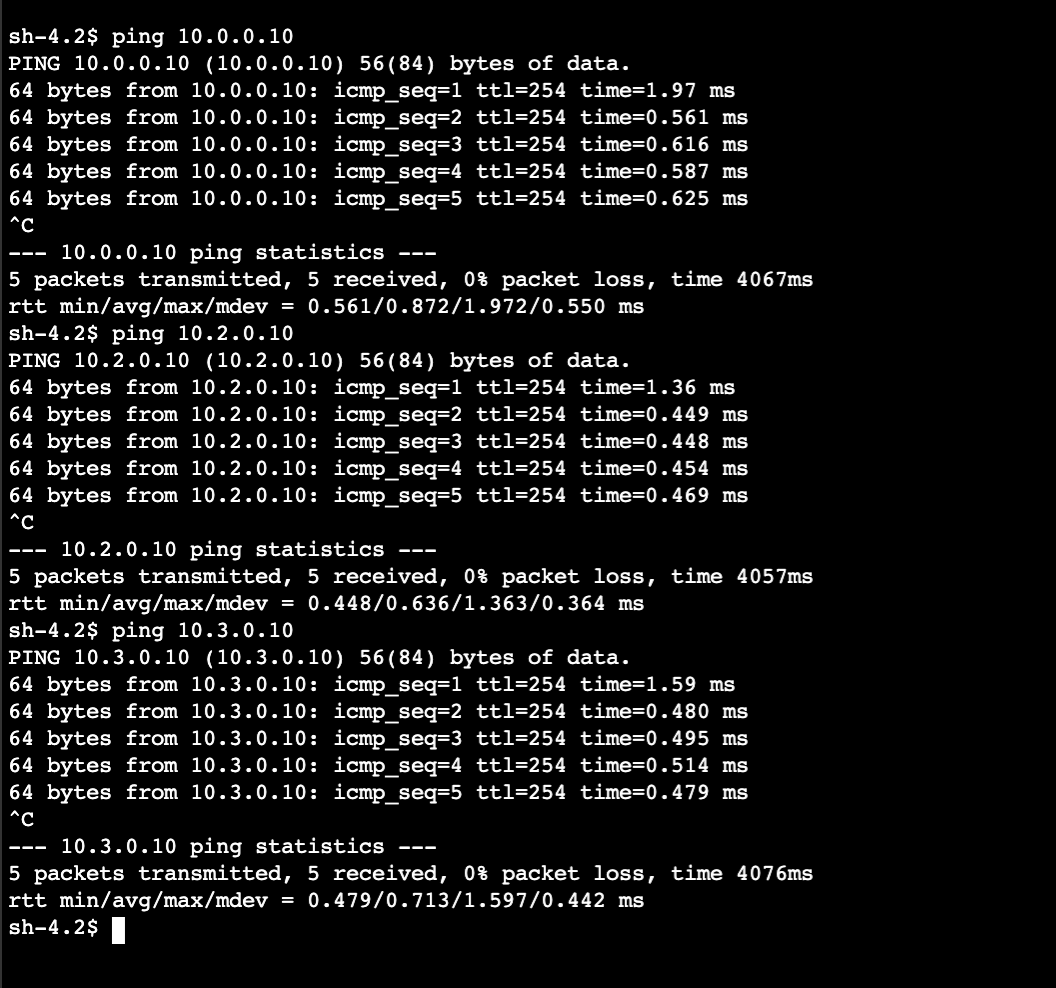 sh-4.2$ ping 10.0.0.10
PING 10.0.0.10 (10.0.0.10) 56(84) bytes of data.
64 bytes from 10.0.0.10: icmp_seq=1 ttl=254 time=1.97 ms
64 bytes from 10.0.0.10: icmp_seq=2 ttl=254 time=0.561 ms
64 bytes from 10.0.0.10: icmp_seq=3 ttl=254 time=0.616 ms
64 bytes from 10.0.0.10: icmp_seq=4 ttl=254 time=0.587 ms
64 bytes from 10.0.0.10: icmp_seq=5 ttl=254 time=0.625 ms
^C
--- 10.0.0.10 ping statistics ---
5 packets transmitted, 5 received, 0% packet loss, time 4067ms
rtt min/avg/max/mdev = 0.561/0.872/1.972/0.550 ms
sh-4.2$ ping 10.2.0.10
PING 10.2.0.10 (10.2.0.10) 56(84) bytes of data.
64 bytes from 10.2.0.10: icmp_seq=1 ttl=254 time=1.36 ms
64 bytes from 10.2.0.10: icmp_seq=2 ttl=254 time=0.449 ms
64 bytes from 10.2.0.10: icmp_seq=3 ttl=254 time=0.448 ms
64 bytes from 10.2.0.10: icmp_seq=4 ttl=254 time=0.454 ms
64 bytes from 10.2.0.10: icmp_seq=5 ttl=254 time=0.469 ms
^C
--- 10.2.0.10 ping statistics ---
5 packets transmitted, 5 received, 0% packet loss, time 4057ms
rtt min/avg/max/mdev = 0.448/0.636/1.363/0.364 ms
sh-4.2$ ping 10.3.0.10
PING 10.3.0.10 (10.3.0.10) 56(84) bytes of data.
64 bytes from 10.3.0.10: icmp_seq=1 ttl=254 time=1.59 ms
64 bytes from 10.3.0.10: icmp_seq=2 ttl=254 time=0.480 ms
64 bytes from 10.3.0.10: icmp_seq=3 ttl=254 time=0.495 ms
64 bytes from 10.3.0.10: icmp_seq=4 ttl=254 time=0.514 ms
64 bytes from 10.3.0.10: icmp_seq=5 ttl=254 time=0.479 ms
^C
--- 10.3.0.10 ping statistics ---
5 packets transmitted, 5 received, 0% packet loss, time 4076ms
rtt min/avg/max/mdev = 0.479/0.713/1.597/0.442 ms
sh-4.2$